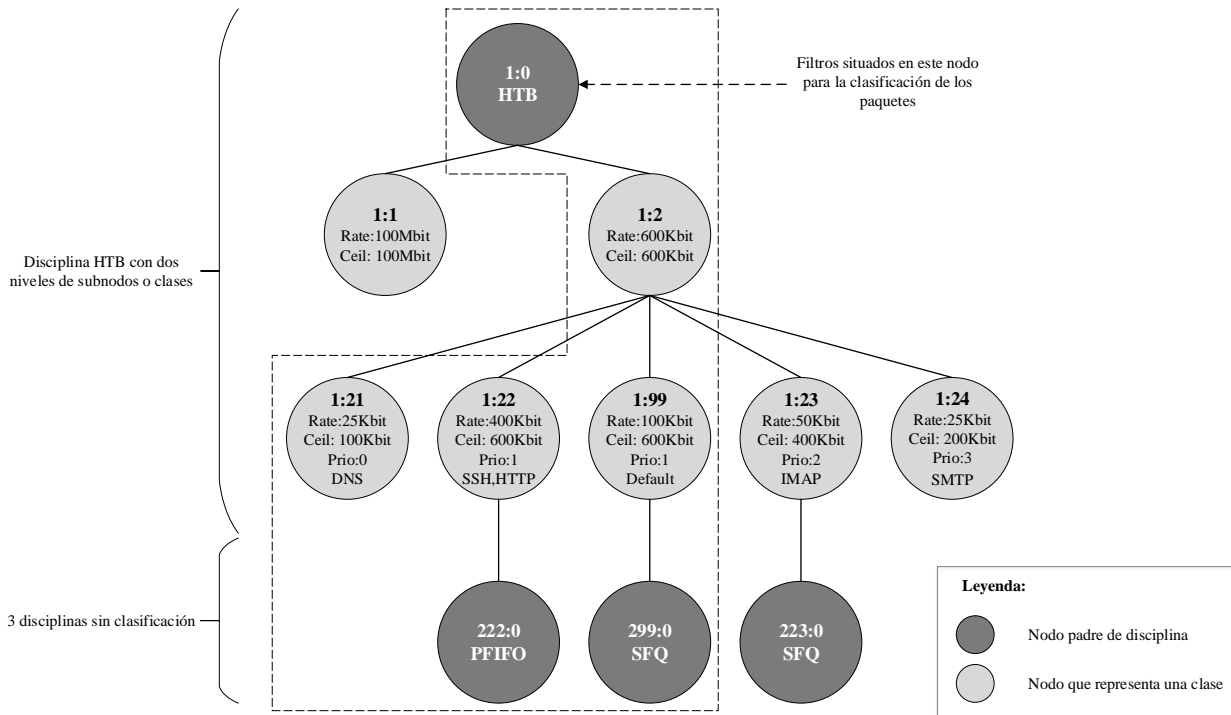 1:0
HTB
Filtros situados en este nodo
para la clasificación de los
paquetes
1:1
Rate:100Mbit
Ceil: 100Mbit
1:2
Rate:600Kbit
Ceil: 600Kbit
Disciplina HTB con dos
niveles de subnodos o clases
1:21
Rate:25Kbit
Ceil: 100Kbit
Prio:0
DNS
1:22
Rate:400Kbit
Ceil: 600Kbit
Prio:1
SSH,HTTP
1:99
Rate:100Kbit
Ceil: 600Kbit
Prio:1
Default
1:23
Rate:50Kbit
Ceil: 400Kbit
Prio:2
IMAP
1:24
Rate:25Kbit
Ceil: 200Kbit
Prio:3
SMTP
3 disciplinas sin clasificación
222:0
PFIFO
299:0
SFQ
223:0
SFQ
Leyenda:
Nodo padre de disciplina
Nodo que representa una clase